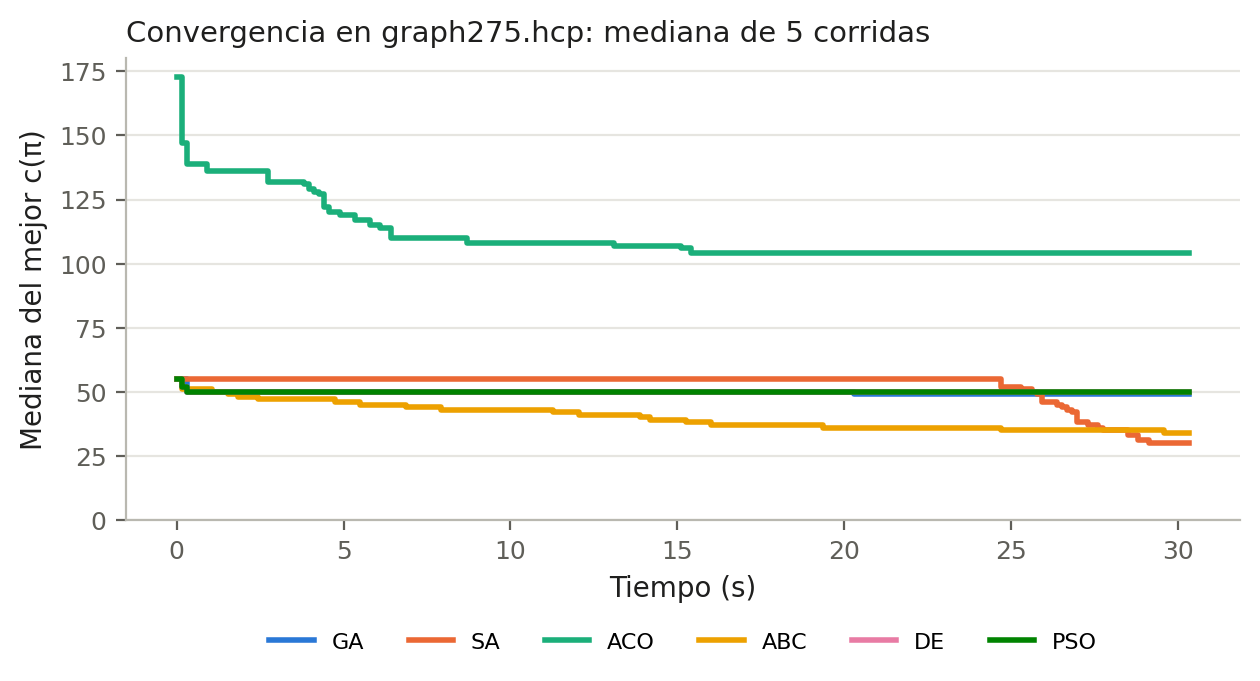 Convergencia en graph275.hcp: mediana de 5 corridas
Mediana del mejor c(π)
175
150
125
100
75
50
25
0
0 5 10 15 20 25 30
Tiempo (s)
GA SA ACO ABC DE PSO